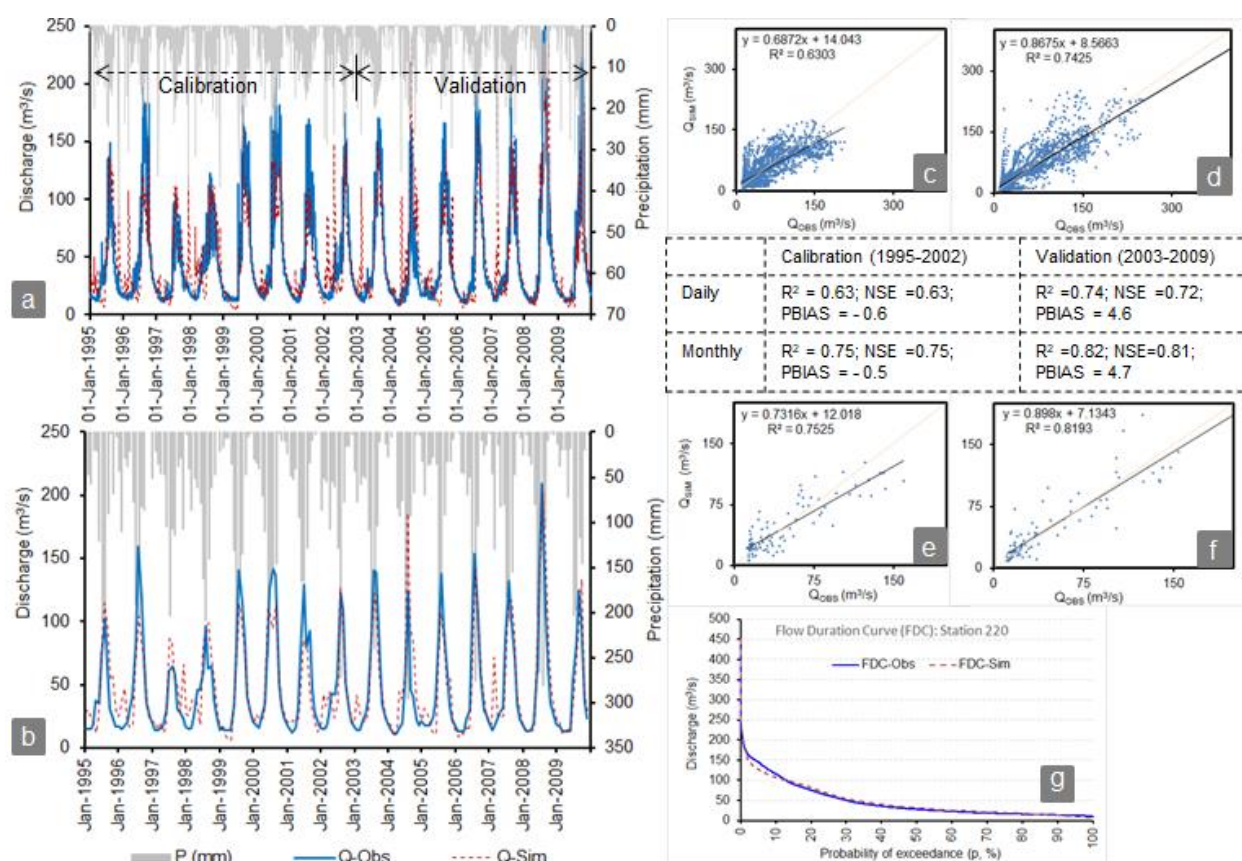 250
200
150
100
50
0
Discharge (m³/s)
0
10
20
30
40
50
60
70
Precipitation (mm)
Calibration
Validation
a
01-Jan-1995
01-Jan-1996
01-Jan-1997
01-Jan-1998
01-Jan-1999
01-Jan-2000
01-Jan-2001
01-Jan-2002
01-Jan-2003
01-Jan-2004
01-Jan-2005
01-Jan-2006
01-Jan-2007
01-Jan-2008
01-Jan-2009
250
200
150
100
50
0
Discharge (m³/s)
0
50
100
150
200
250
300
350
Precipitation (mm)
b
Jan-1995
Jan-1996
Jan-1997
Jan-1998
Jan-1999
Jan-2000
Jan-2001
Jan-2002
Jan-2003
Jan-2004
Jan-2005
Jan-2006
Jan-2007
Jan-2008
Jan-2009
P (mm) Q-Obs Q-Sim
y = 0.6872x + 14.043
R² = 0.6303
300
150
0
Q_SIM (m³/s)
c
0 150 300
Q_OBS (m³/s)
y = 0.8675x + 8.5663
R² = 0.7425
300
150
0
d
0 150 300
Q_OBS (m³/s)
Calibration (1995-2002) Validation (2003-2009)
Daily R² = 0.63; NSE =0.63; R² =0.74; NSE =0.72;
PBIAS = - 0.6 PBIAS = 4.6
Monthly R² = 0.75; NSE =0.75; R² =0.82; NSE=0.81;
PBIAS = - 0.5 PBIAS = 4.7
y = 0.7316x + 12.018
R² = 0.7525
150
75
0
Q_SIM (m³/s)
e
0 75 150
Q_OBS (m³/s)
y = 0.898x + 7.1343
R² = 0.8193
150
75
0
f
0 75 150
Q_OBS (m³/s)
Flow Duration Curve (FDC): Station 220
FDC-Obs FDC-Sim
500
450
400
350
300
250
200
150
100
50
0
Discharge (m³/s)
g
0 10 20 30 40 50 60 70 80 90 100
Probability of exceedance (p, %)